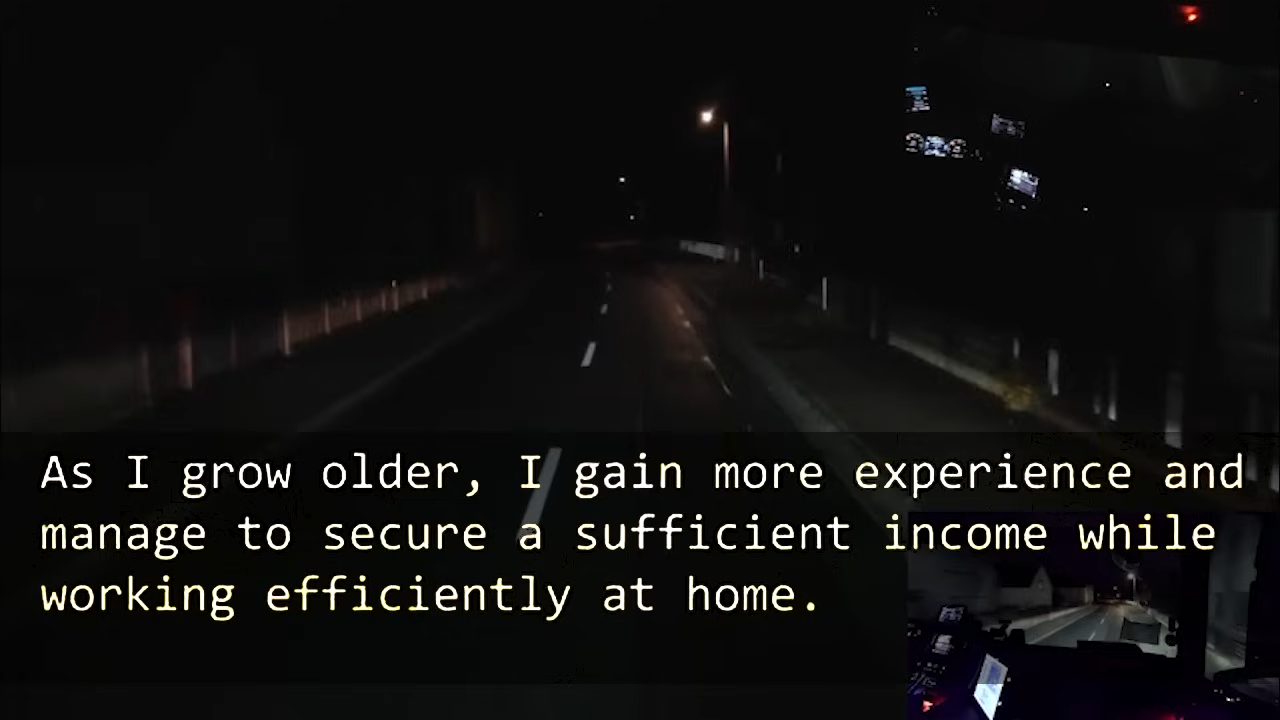 As I grow older, I gain more experience and
manage to secure a sufficient income while
working efficiently at home.